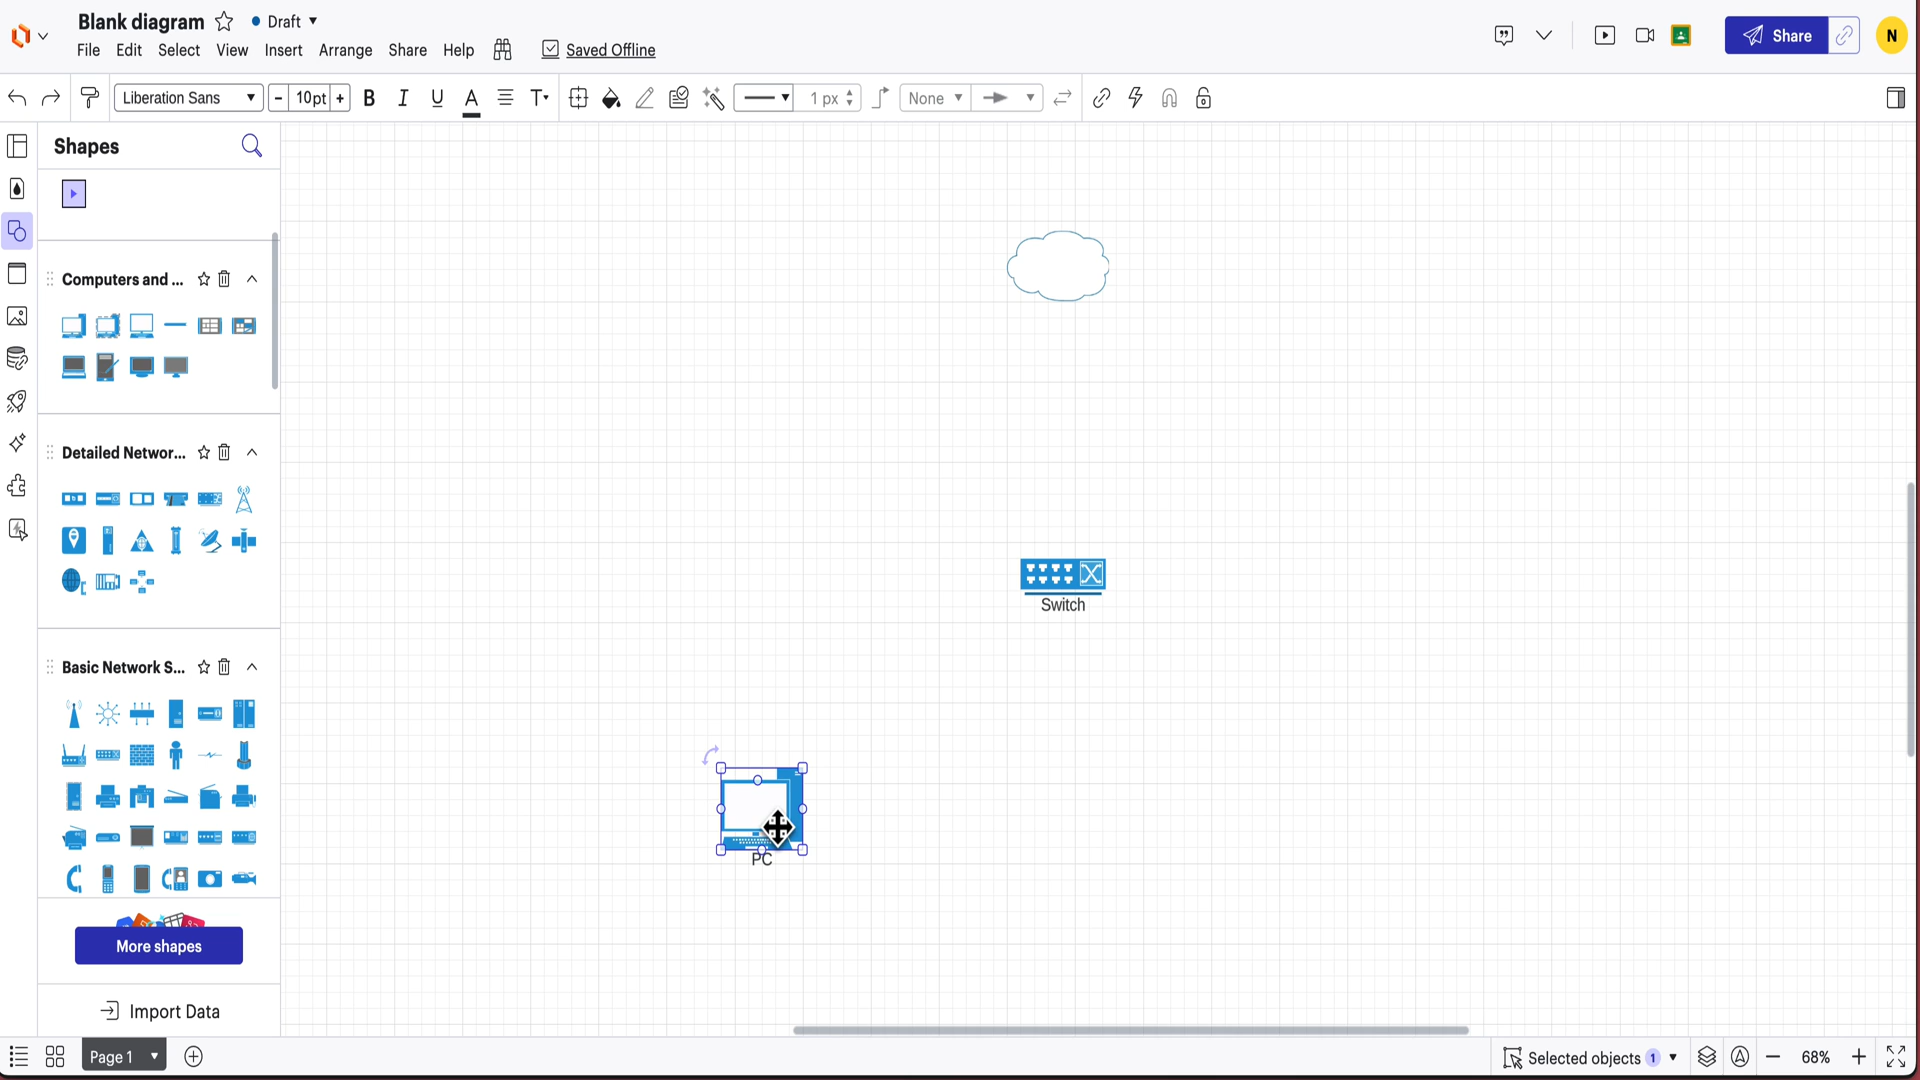 Blank diagram
Draft
File Edit Select View Insert Arrange Share Help
Saved Offline
Share
N
Liberation Sans
- 10pt +
B I U A T
1 px
None
Shapes
Computers and ...
Detailed Networ...
Basic Network S...
More shapes
Import Data
Switch
PC
Page 1
Selected objects 1
68%